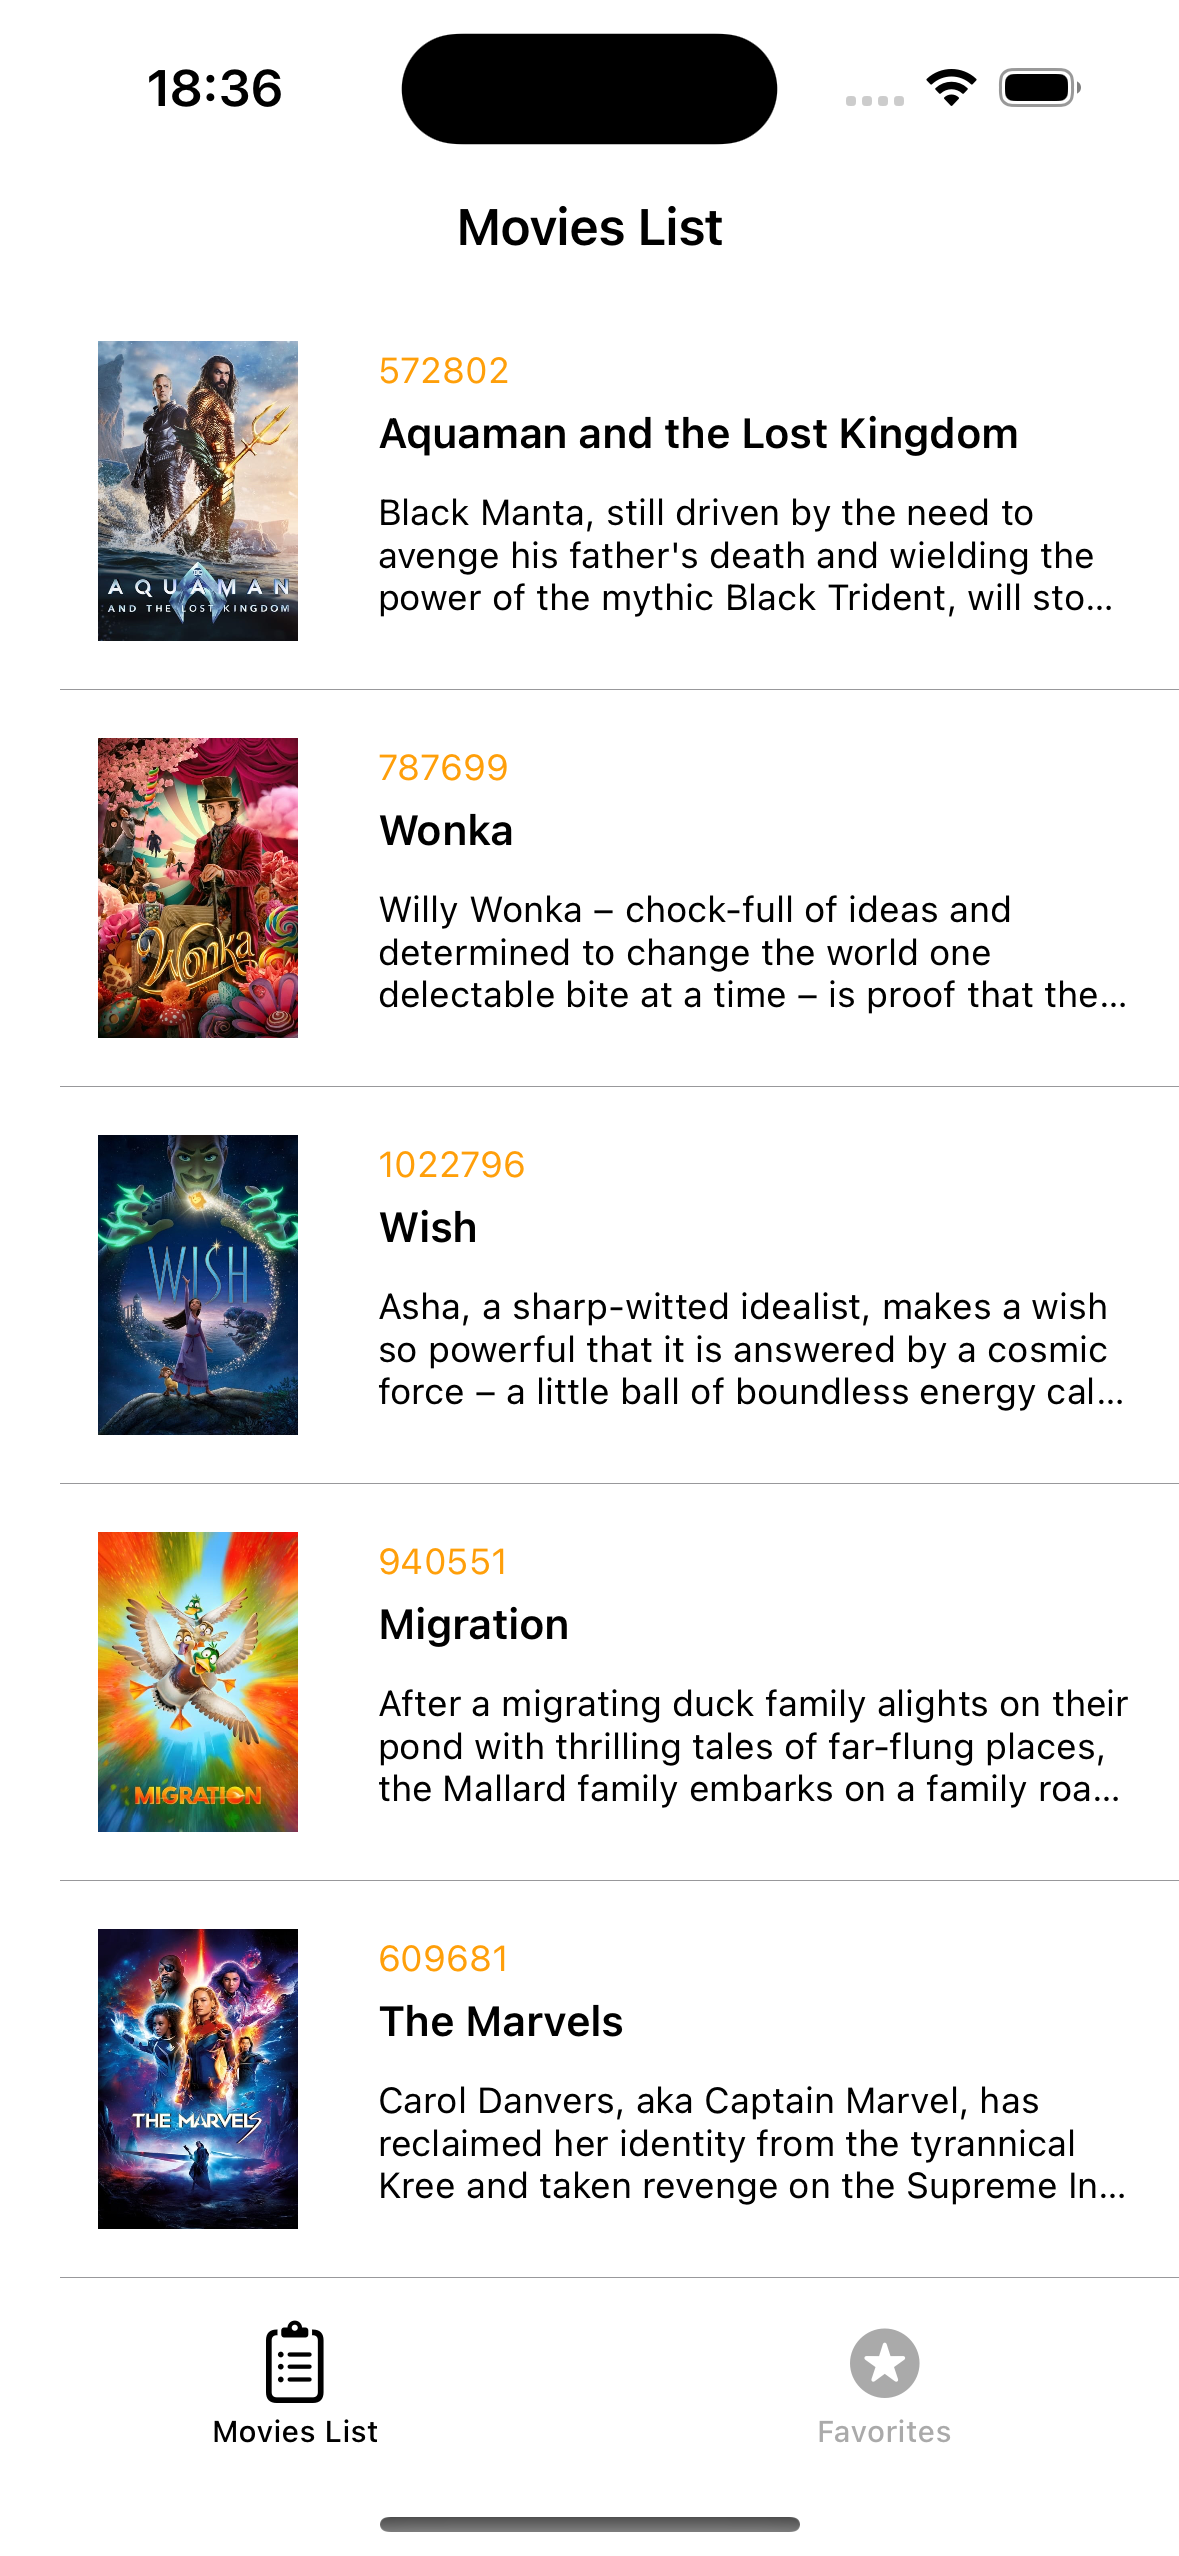 18:36
Movies List
572802
Aquaman and the Lost Kingdom
Black Manta, still driven by the need to
avenge his father's death and wielding the
power of the mythic Black Trident, will sto...
AQUAMAN
AND THE LOST KINGDOM
787699
Wonka
Willy Wonka – chock-full of ideas and
determined to change the world one
delectable bite at a time – is proof that the...
Wonka
1022796
Wish
Asha, a sharp-witted idealist, makes a wish
so powerful that it is answered by a cosmic
force – a little ball of boundless energy cal...
WISH
940551
Migration
After a migrating duck family alights on their
pond with thrilling tales of far-flung places,
the Mallard family embarks on a family roa...
MIGRATION
609681
The Marvels
Carol Danvers, aka Captain Marvel, has
reclaimed her identity from the tyrannical
Kree and taken revenge on the Supreme In...
THE MARVELS
Movies List
Favorites